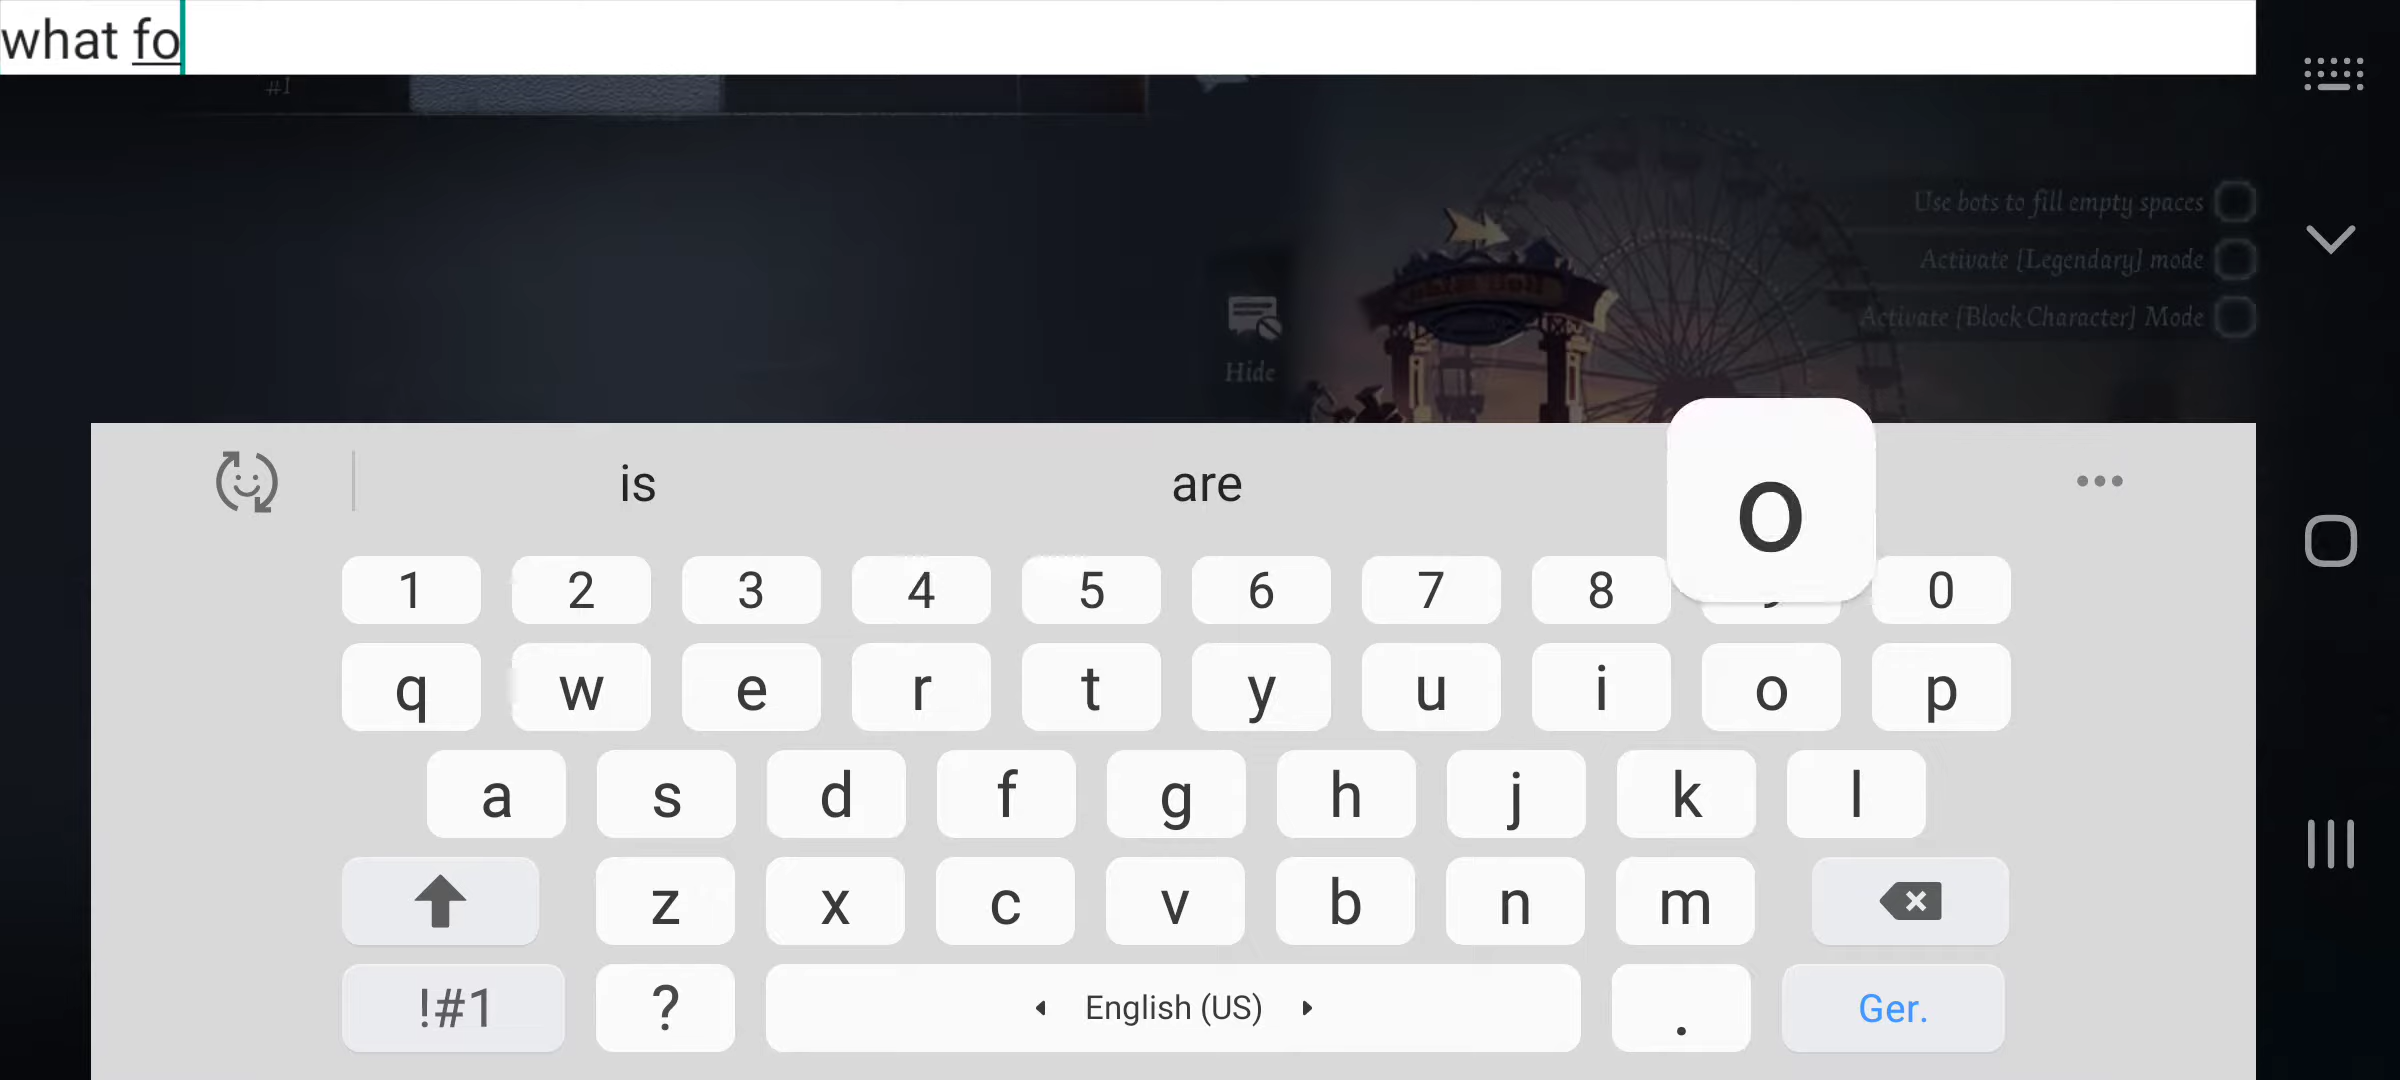 what fo
#1
Use bots to fill empty spaces
Activate [Legendary] mode
Activate [Block Character] Mode
Hide
is are o
1 2 3 4 5 6 7 8 0
q w e r t y u i o p
a s d f g h j k l
z x c v b n m
!#1 ? English (US) . Ger.